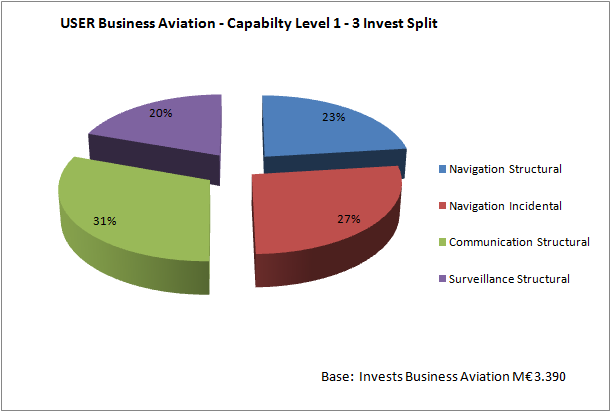 USER Business Aviation - Capabilty Level 1 - 3 Invest Split
20%
23%
31%
27%
Navigation Structural
Navigation Incidental
Communication Structural
Surveillance Structural
Base:  Invests Business Aviation M€ 3.390